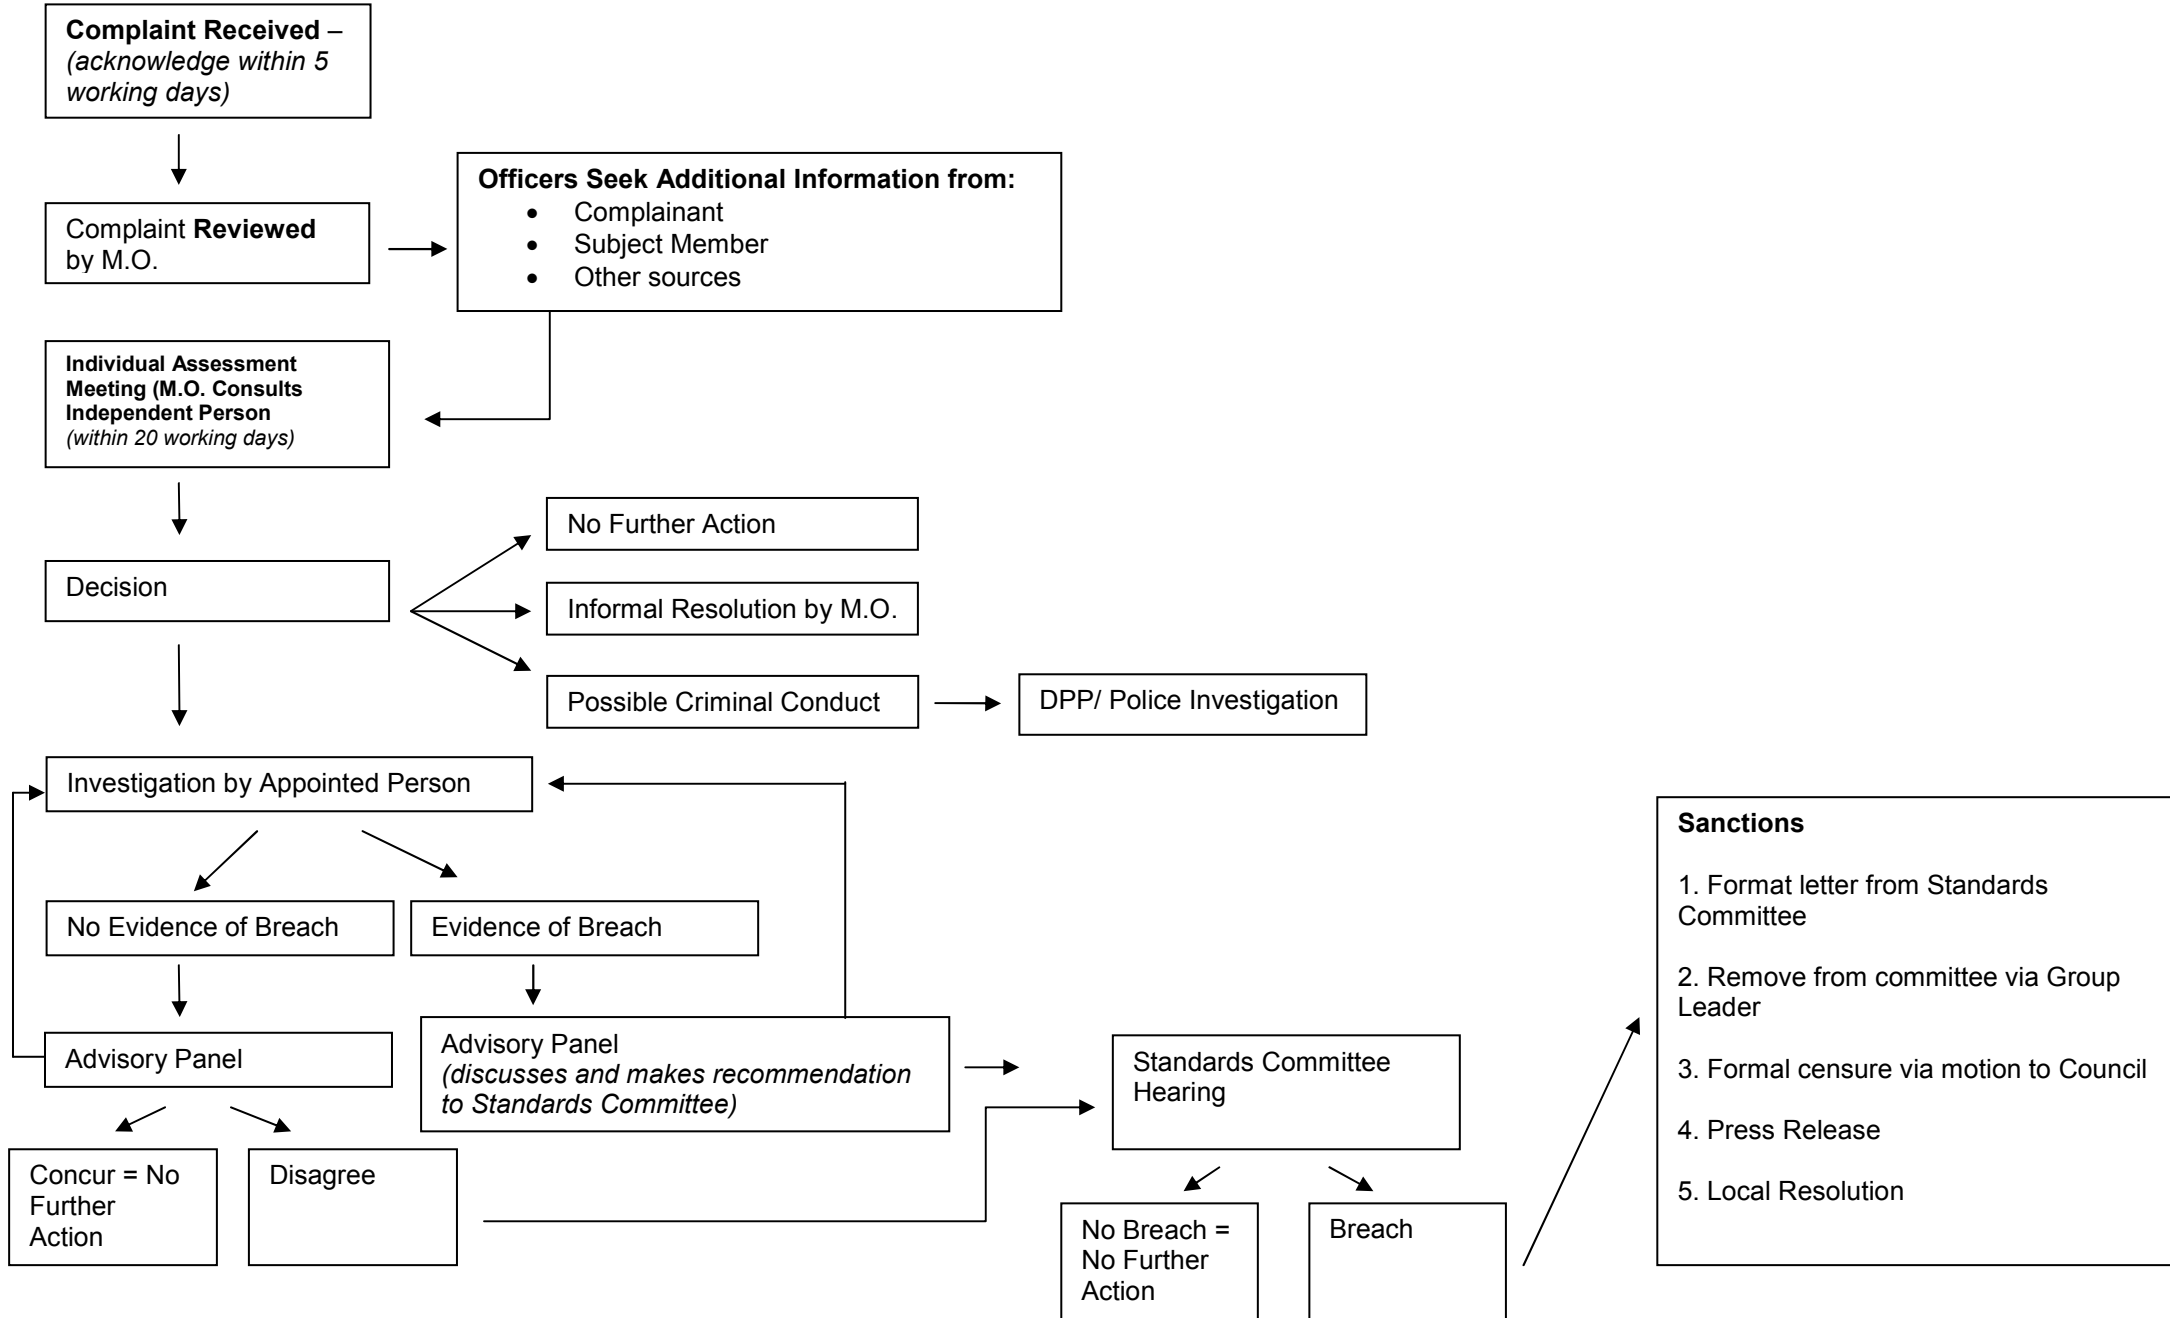 Complaint Received –
(acknowledge within 5
working days)
Complaint Reviewed
by M.O.
Officers Seek Additional Information from:
• Complainant
• Subject Member
• Other sources
Individual Assessment
Meeting (M.O. Consults
Independent Person
(within 20 working days)
Decision
No Further Action
Informal Resolution by M.O.
Possible Criminal Conduct
DPP/ Police Investigation
Investigation by Appointed Person
No Evidence of Breach
Evidence of Breach
Advisory Panel
Advisory Panel
(discusses and makes recommendation
to Standards Committee)
Concur = No
Further
Action
Disagree
Standards Committee
Hearing
No Breach =
No Further
Action
Breach
Sanctions
1. Format letter from Standards
Committee
2. Remove from committee via Group
Leader
3. Formal censure via motion to Council
4. Press Release
5. Local Resolution